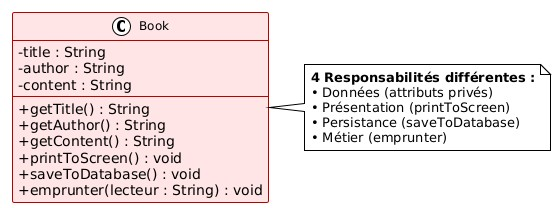 C Book
-title : String
-author : String
-content : String
+getTitle() : String
+getAuthor() : String
+getContent() : String
+printToScreen() : void
+saveToDatabase() : void
+emprunter(lecteur : String) : void
4 Responsabilités différentes :
• Données (attributs privés)
• Présentation (printToScreen)
• Persistance (saveToDatabase)
• Métier (emprunter)